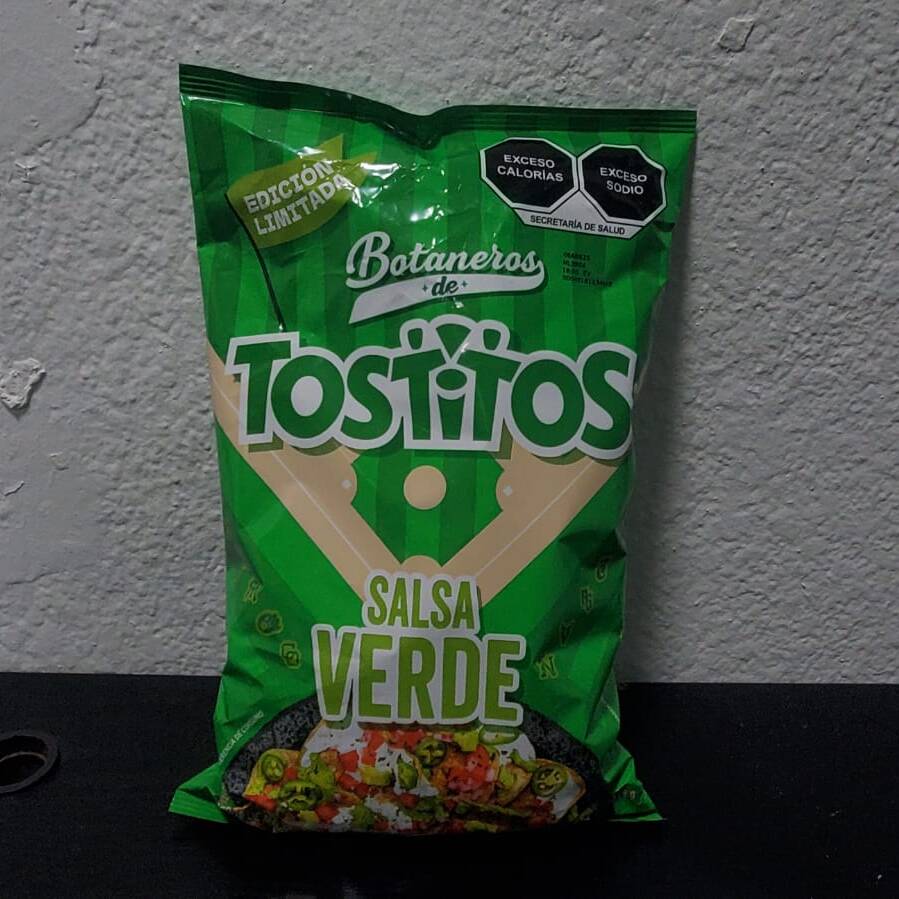 EDICIÓN
LIMITADA
EXCESO
CALORÍAS
EXCESO
SODIO
SECRETARÍA DE SALUD
Botaneros
de
TOSTITOS
SALSA
VERDE